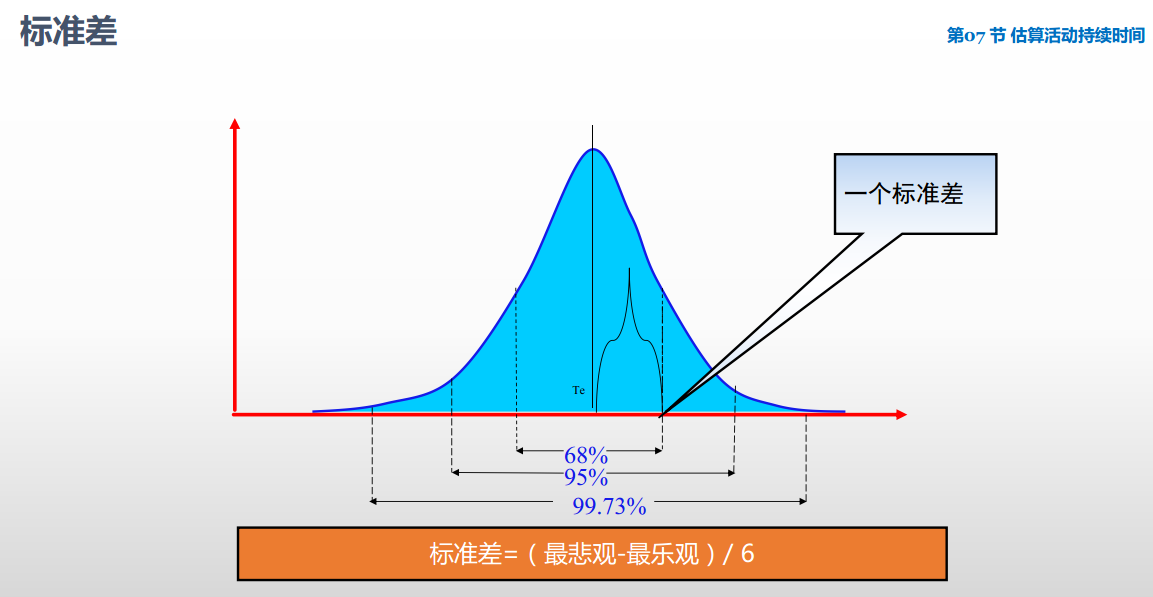 标准差
第07 节 估算活动持续时间
一个标准差
Te
68%
95%
99.73%
标准差=（最悲观-最乐观）/ 6